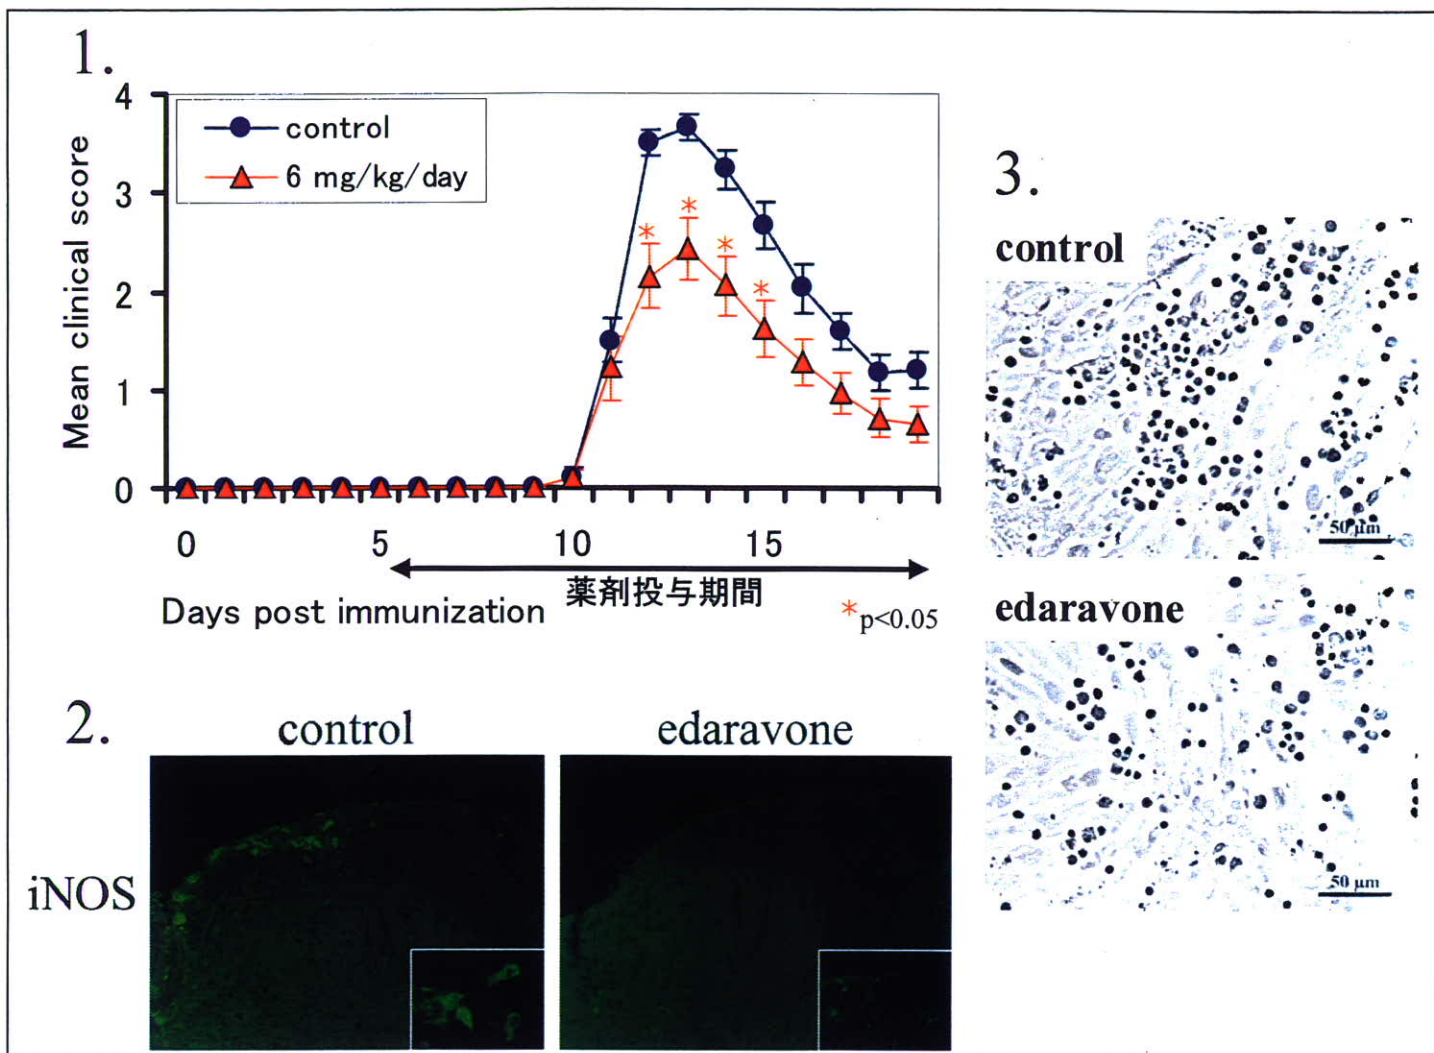 1.
4
3
2
1
0
Mean clinical score
control
6 mg/kg/day
*
*
*
*
0 5 10 15
Days post immunization
薬剤投与期間
*p<0.05
2.
control edaravone
iNOS
3.
control
50 μm
edaravone
50 μm